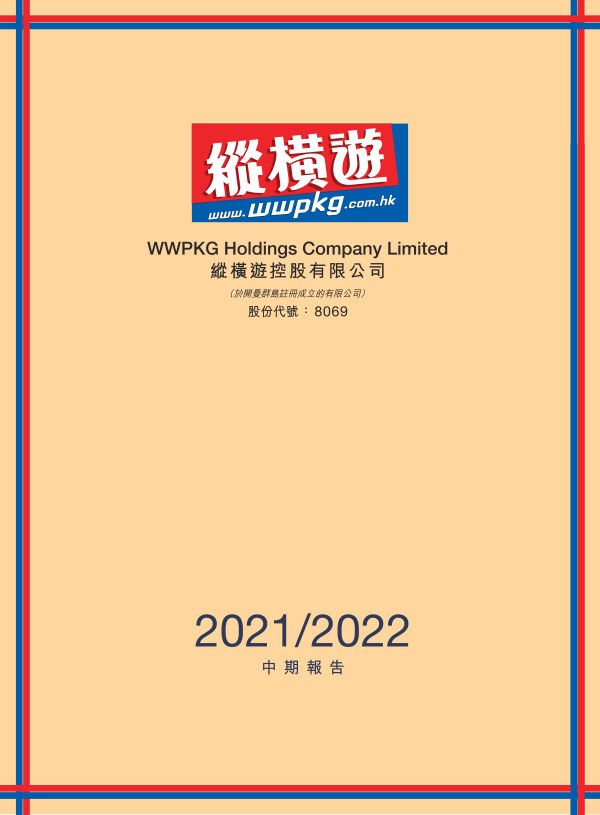 縱橫遊
www.wwpkg.com.hk
WWPKG Holdings Company Limited
縱橫遊控股有限公司
（於開曼群島註冊成立的有限公司）
股份代號：8069
2021/2022
中期報告